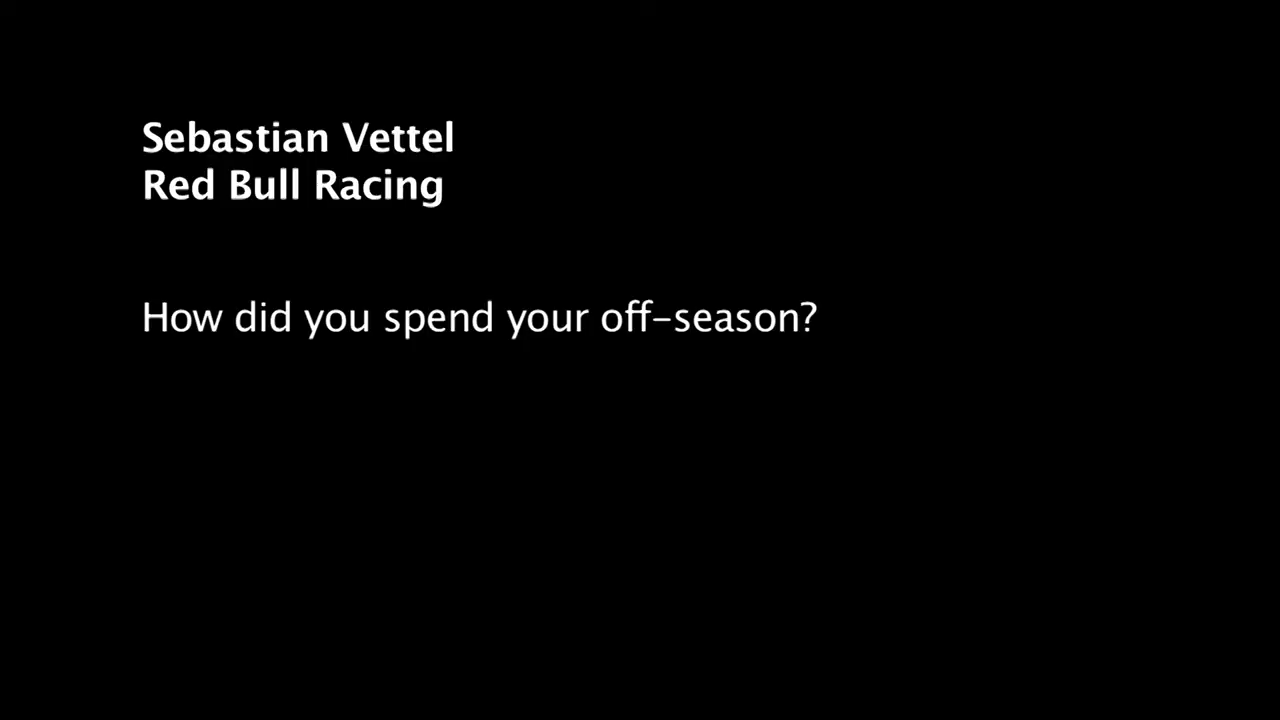 Sebastian Vettel
Red Bull Racing
How did you spend your off-season?